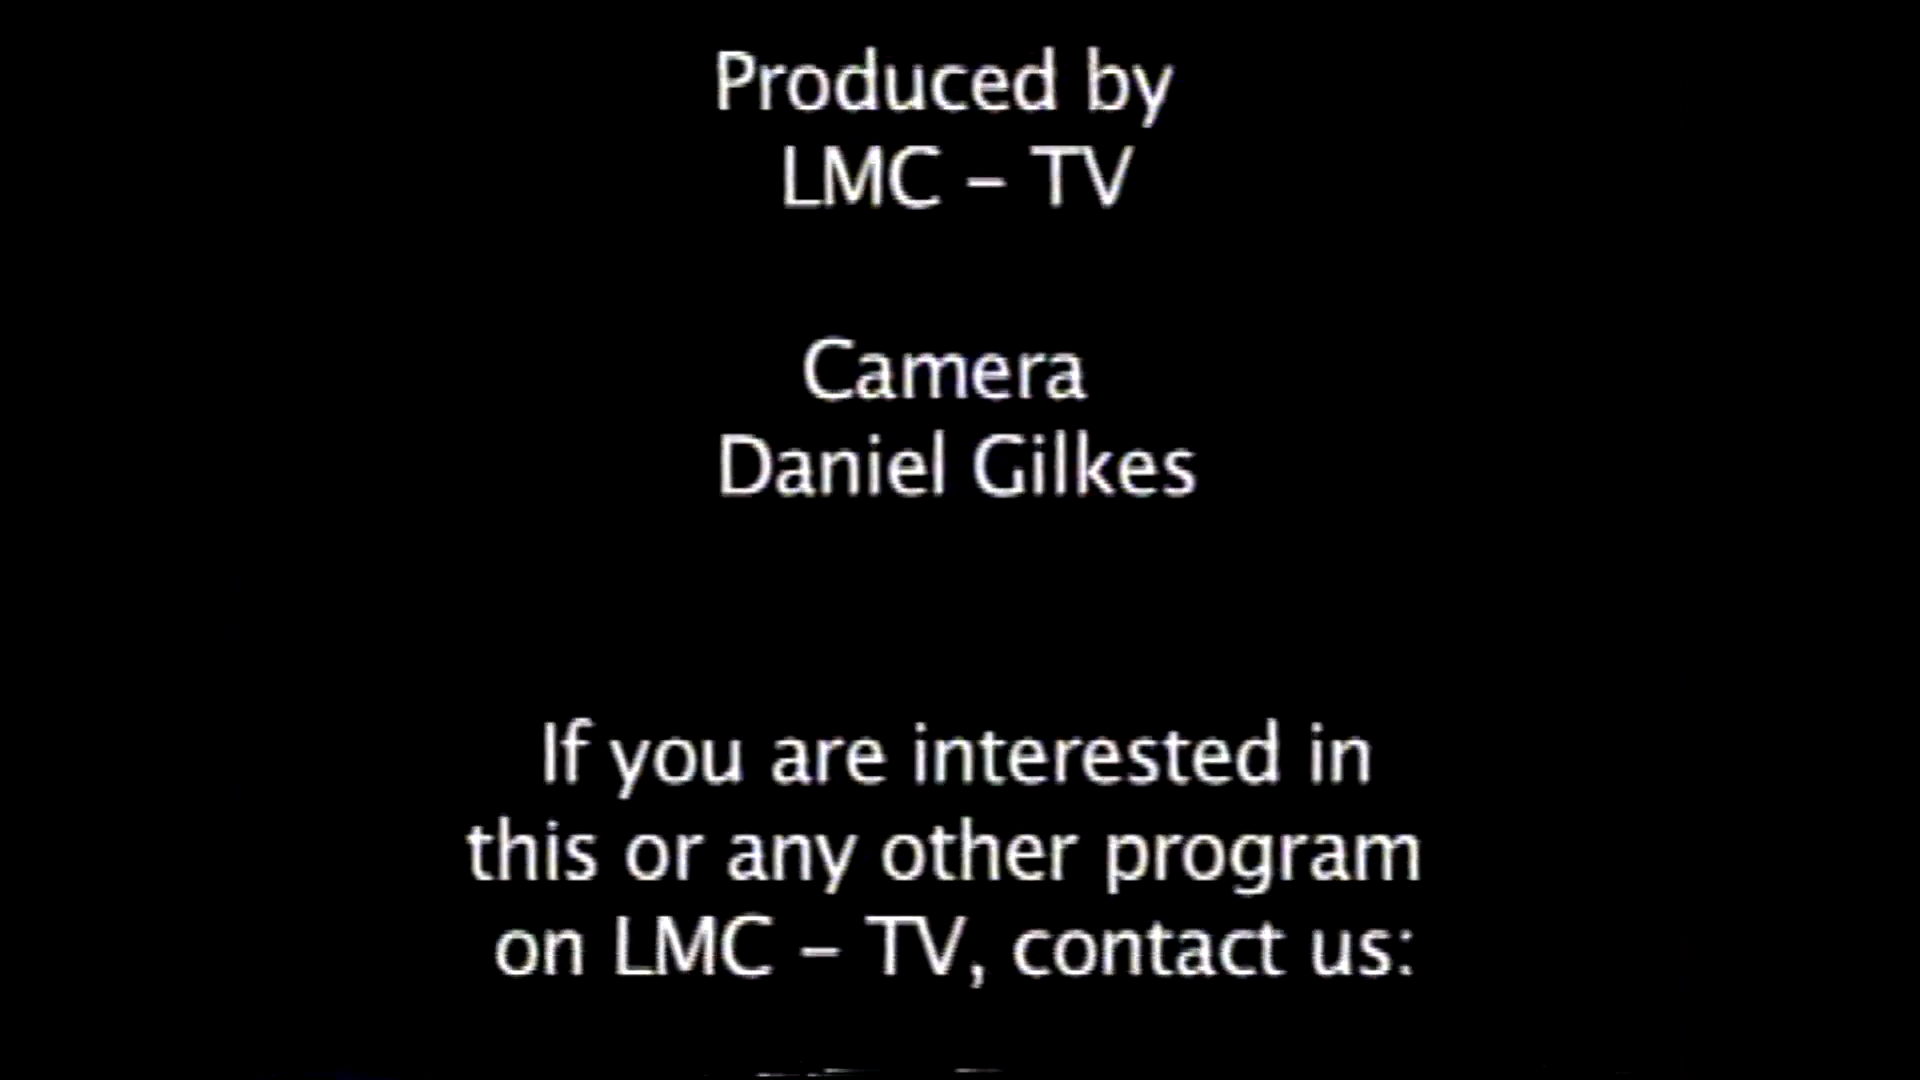 Produced by
LMC - TV
Camera
Daniel Gilkes
If you are interested in
this or any other program
on LMC - TV, contact us: